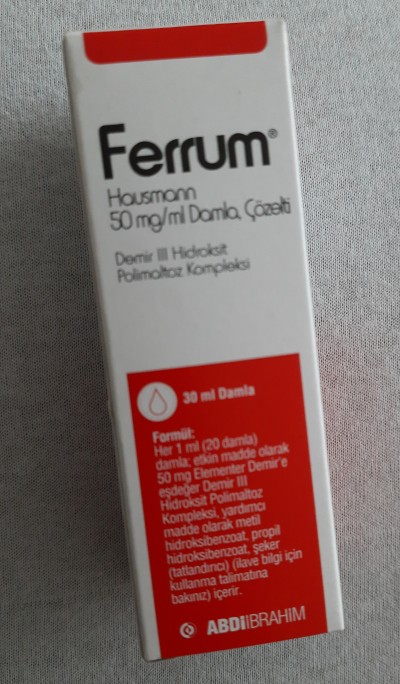 Ferrum®
Hausmann
50 mg/ml Damla, Çözelti
Demir III Hidroksit
Polimaltoz Kompleksi
30 ml Damla
Formül:
Her 1 ml (20 damla)
damla; etkin madde olarak
50 mg Elementer Demir'e
eşdeğer Demir III
Hidroksit Polimaltoz
Kompleksi, yardımcı
madde olarak metil
hidroksibenzoat, propil
hidroksibenzoat, şeker
(tatlandırıcı) (ilave bilgi için
kullanma talimatına
bakınız) içerir.
ABDİİBRAHİM